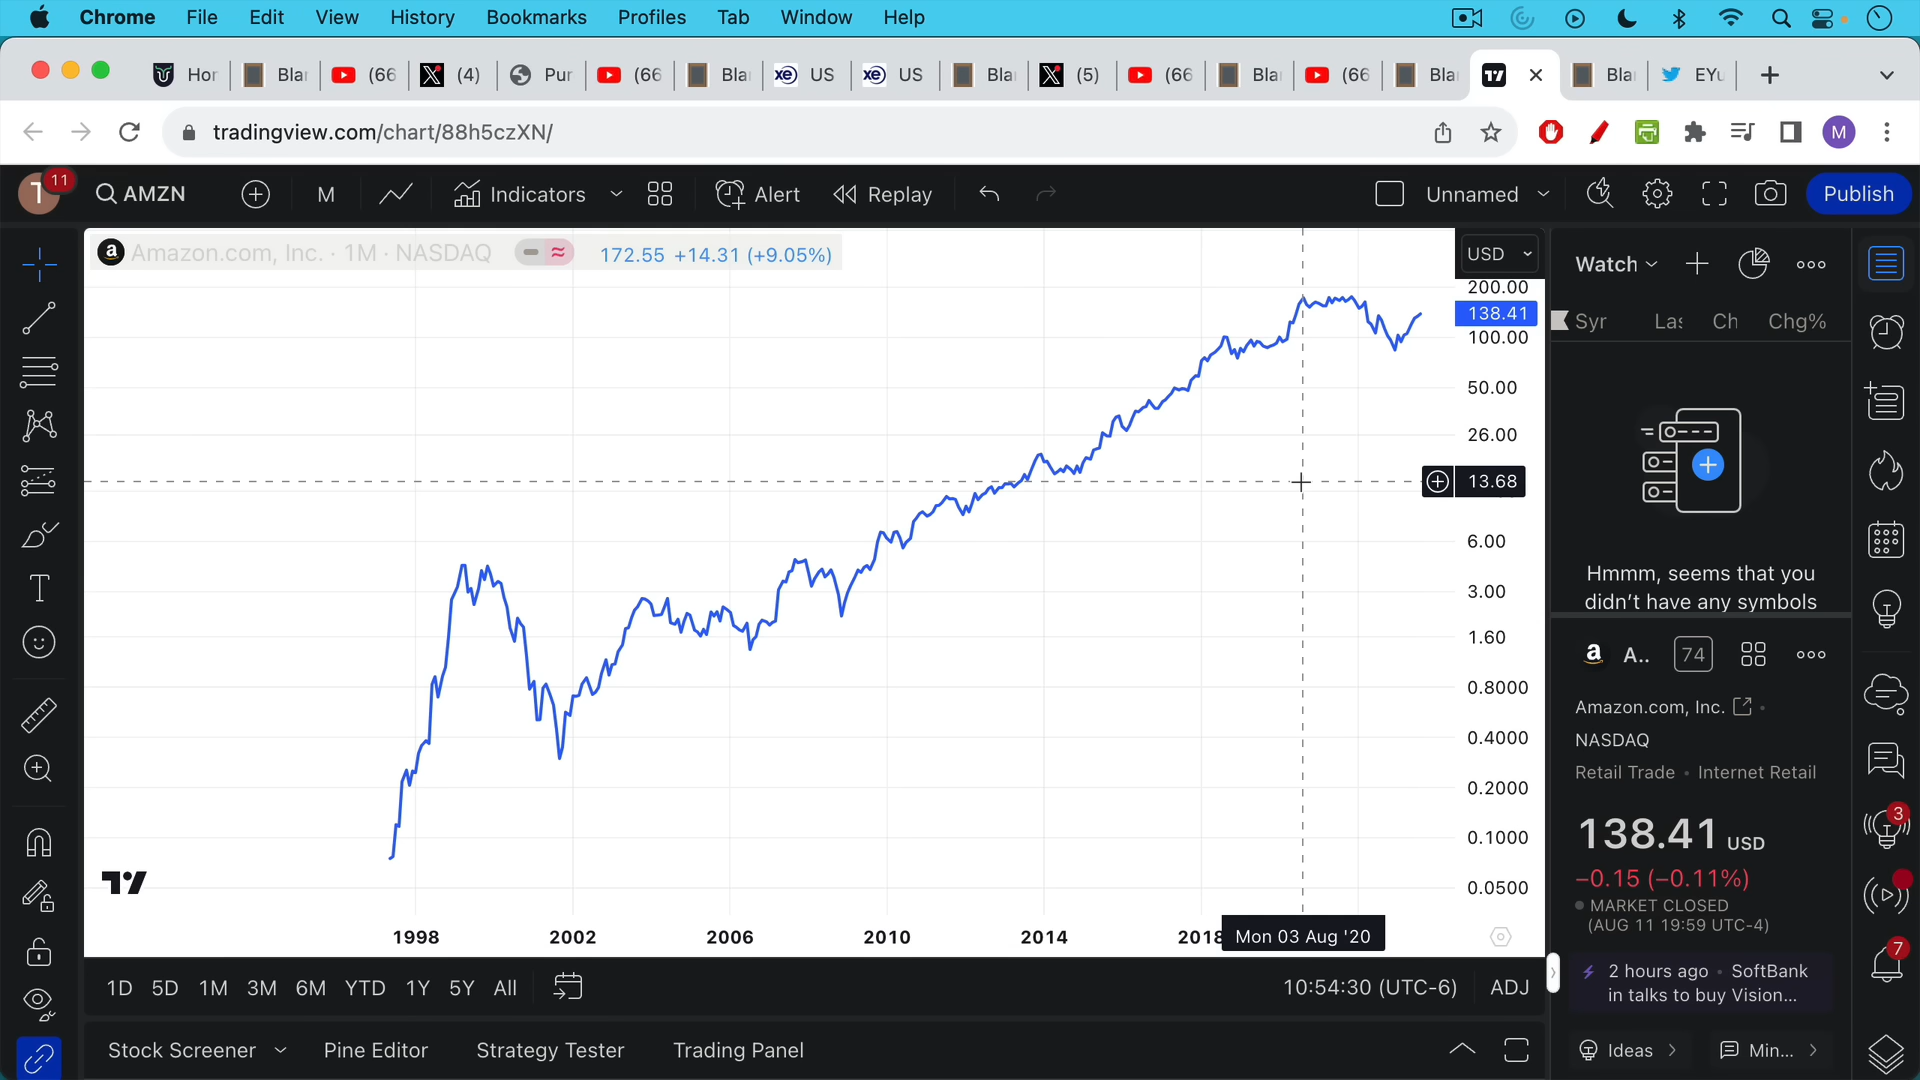 Chrome File Edit View History Bookmarks Profiles Tab Window Help
Hor Blar (66 X (4) Pur (66 Bla xe US xe US Bla X (5) (66 Bla (66 Bla Bla EYu
tradingview.com/chart/88h5czXN/ M
T 11 AMZN M Indicators Alert Replay Unnamed Publish
a Amazon.com, Inc. · 1M · NASDAQ 172.55 +14.31 (+9.05%)
USD
200.00
138.41
100.00
50.00
26.00
13.68
6.00
3.00
1.60
0.8000
0.4000
0.2000
0.1000
0.0500
1998 2002 2006 2010 2014 2018 Mon 03 Aug '20
1D 5D 1M 3M 6M YTD 1Y 5Y All 10:54:30 (UTC-6) ADJ
Stock Screener Pine Editor Strategy Tester Trading Panel
Watch
Syr Las Ch Chg%
Hmmm, seems that you
didn't have any symbols
a A.. 74
Amazon.com, Inc.
NASDAQ
Retail Trade • Internet Retail
138.41 USD
−0.15 (−0.11%)
MARKET CLOSED
(AUG 11 19:59 UTC-4)
2 hours ago • SoftBank
in talks to buy Vision...
Ideas Min...
3
7